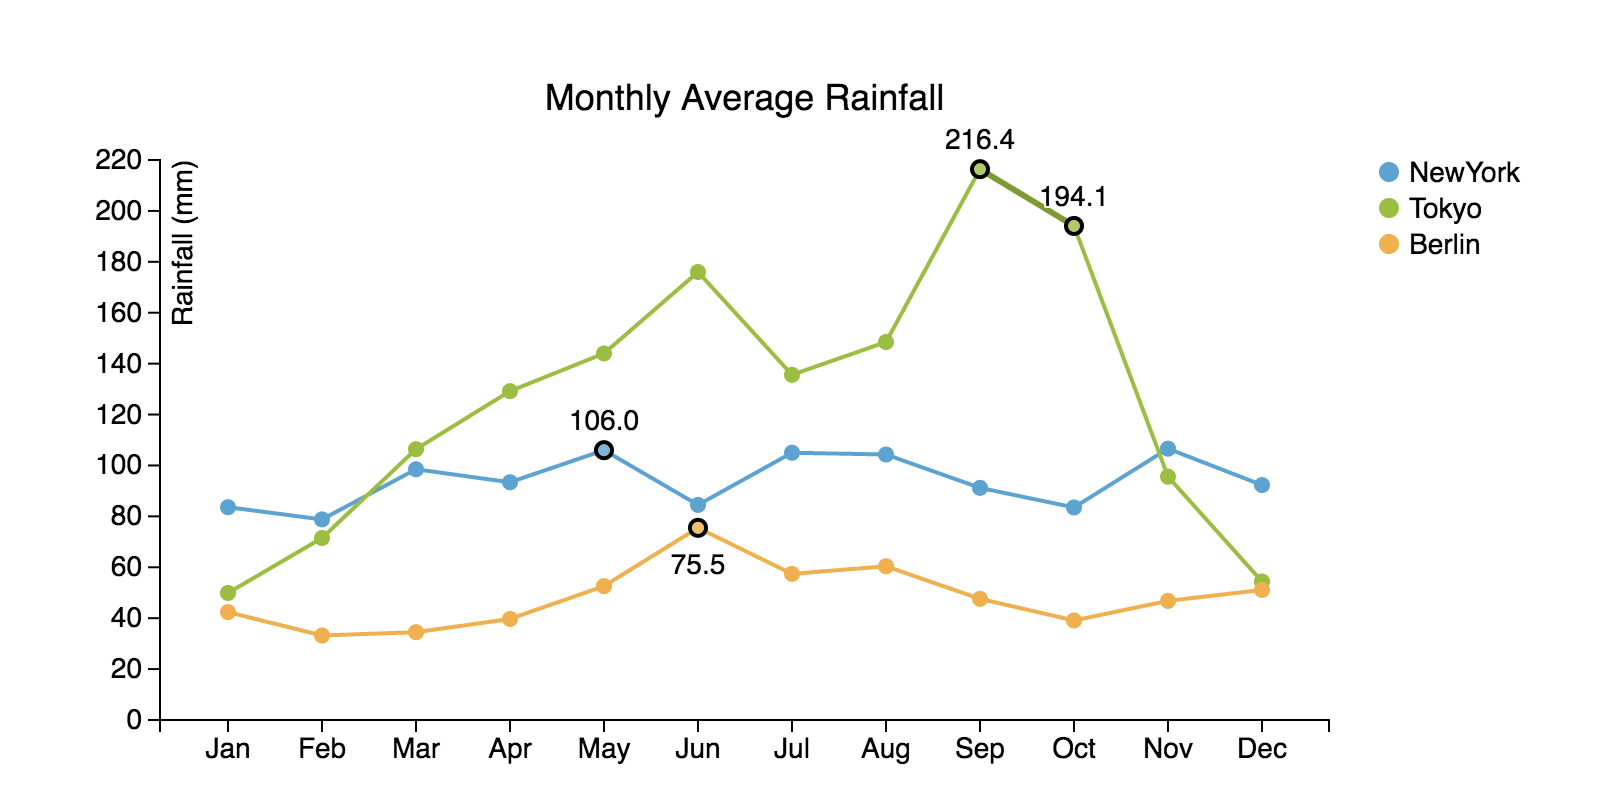 Monthly Average Rainfall
NewYork
Tokyo
Berlin
Rainfall (mm)
220
200
180
160
140
120
100
80
60
40
20
0
216.4
194.1
106.0
75.5
Jan Feb Mar Apr May Jun Jul Aug Sep Oct Nov Dec